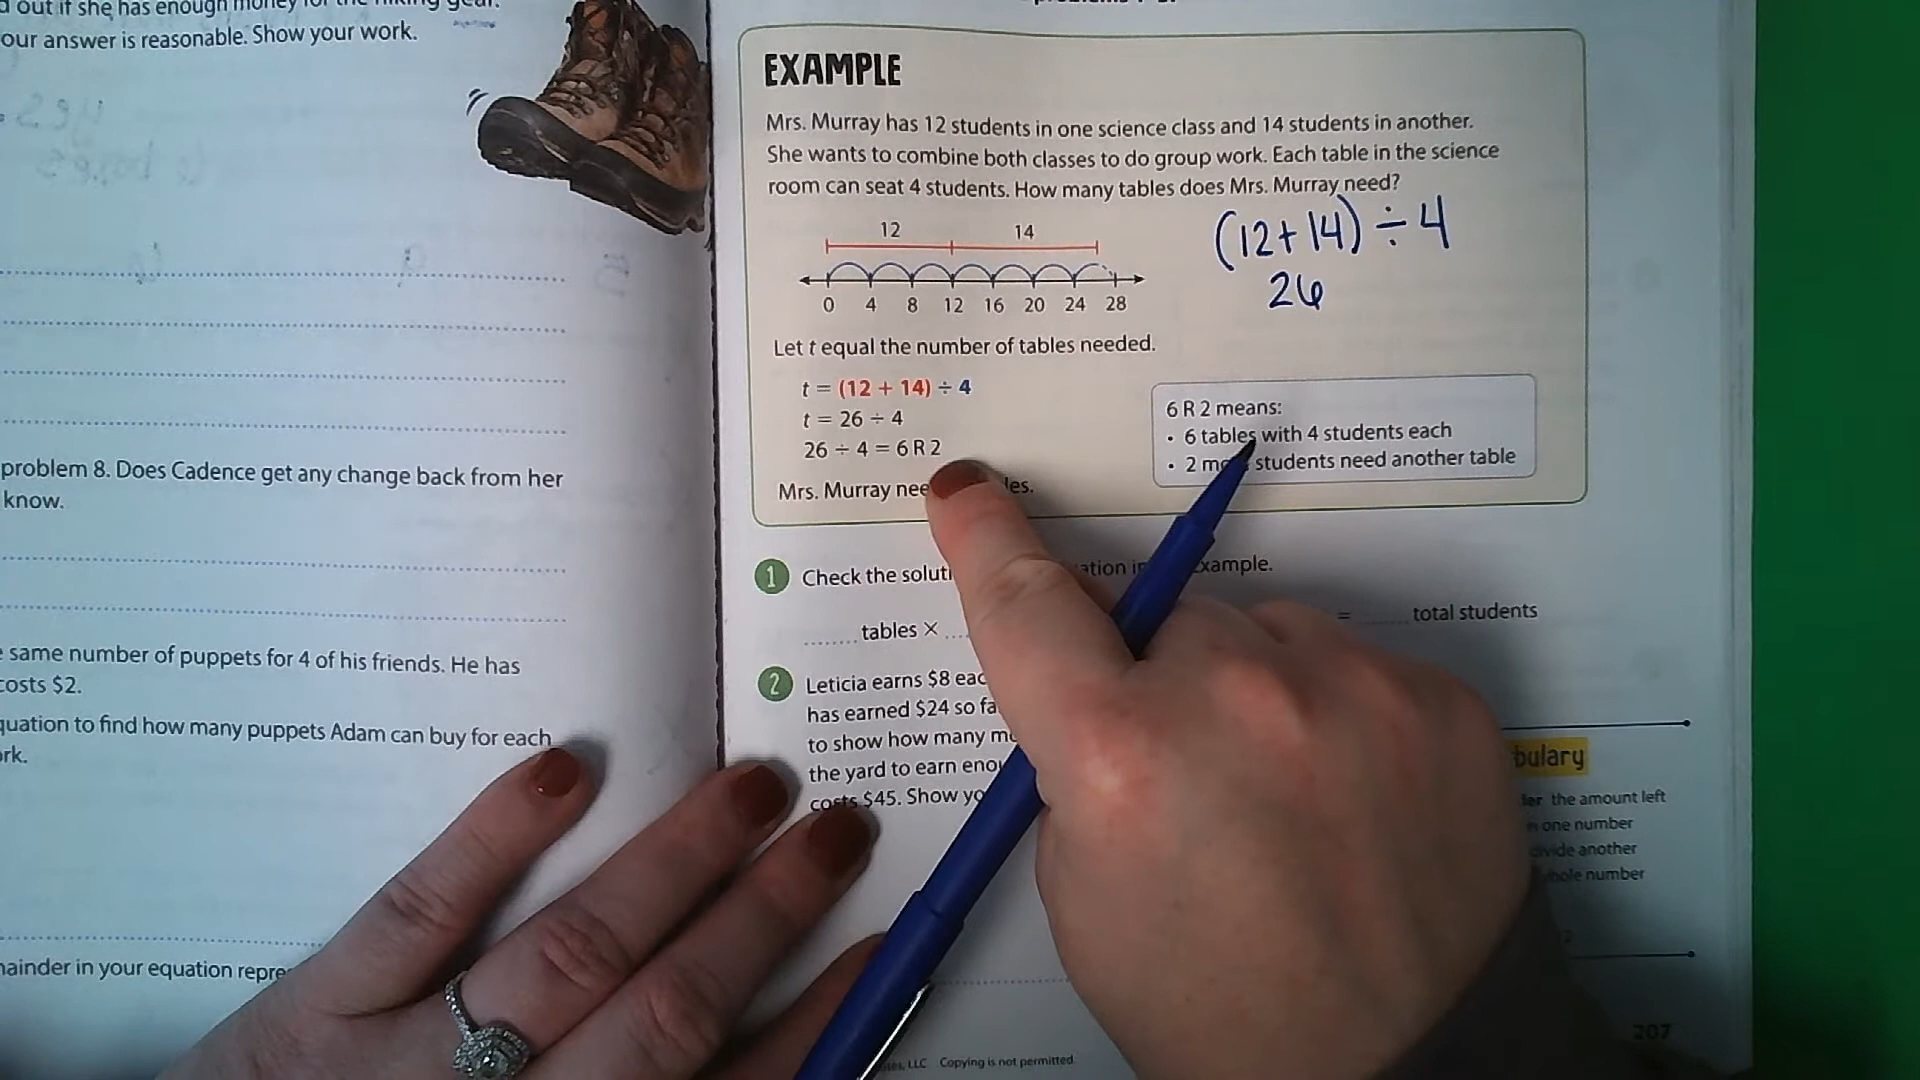 out if she has enough money for the hiking gear.
our answer is reasonable. Show your work.
yes
problem 8. Does Cadence get any change back from her
know.
same number of puppets for 4 of his friends. He has
costs $2.
quation to find how many puppets Adam can buy for each
ork.
mainder in your equation repre
EXAMPLE
Mrs. Murray has 12 students in one science class and 14 students in another.
She wants to combine both classes to do group work. Each table in the science
room can seat 4 students. How many tables does Mrs. Murray need?
(12+14) ÷ 4
26
12 14
0 4 8 12 16 20 24 28
Let t equal the number of tables needed.
t = (12 + 14) ÷ 4
t = 26 ÷ 4
26 ÷ 4 = 6 R 2
Mrs. Murray nee les.
6 R 2 means:
• 6 tables with 4 students each
• 2 more students need another table
1 Check the soluti ation in xample.
tables × = total students
2 Leticia earns $8 eac
has earned $24 so fa
to show how many m
the yard to earn enou
costs $45. Show yo
bulary
the amount left
one number
divide another
whole number
LLC Copying is not permitted.
207